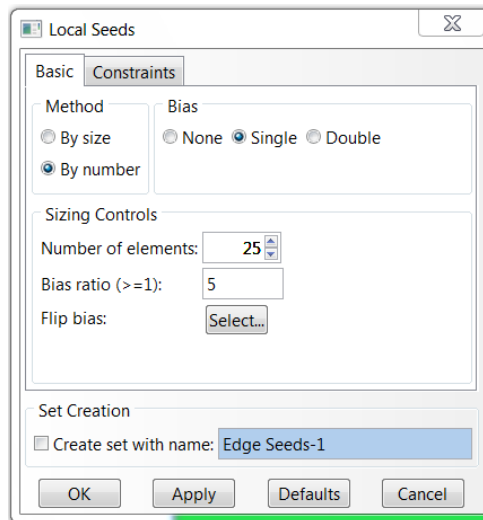 Local Seeds
Basic Constraints
Method Bias
By size None Single Double
By number
Sizing Controls
Number of elements: 25
Bias ratio (>=1): 5
Flip bias: Select...
Set Creation
Create set with name: Edge Seeds-1
OK Apply Defaults Cancel